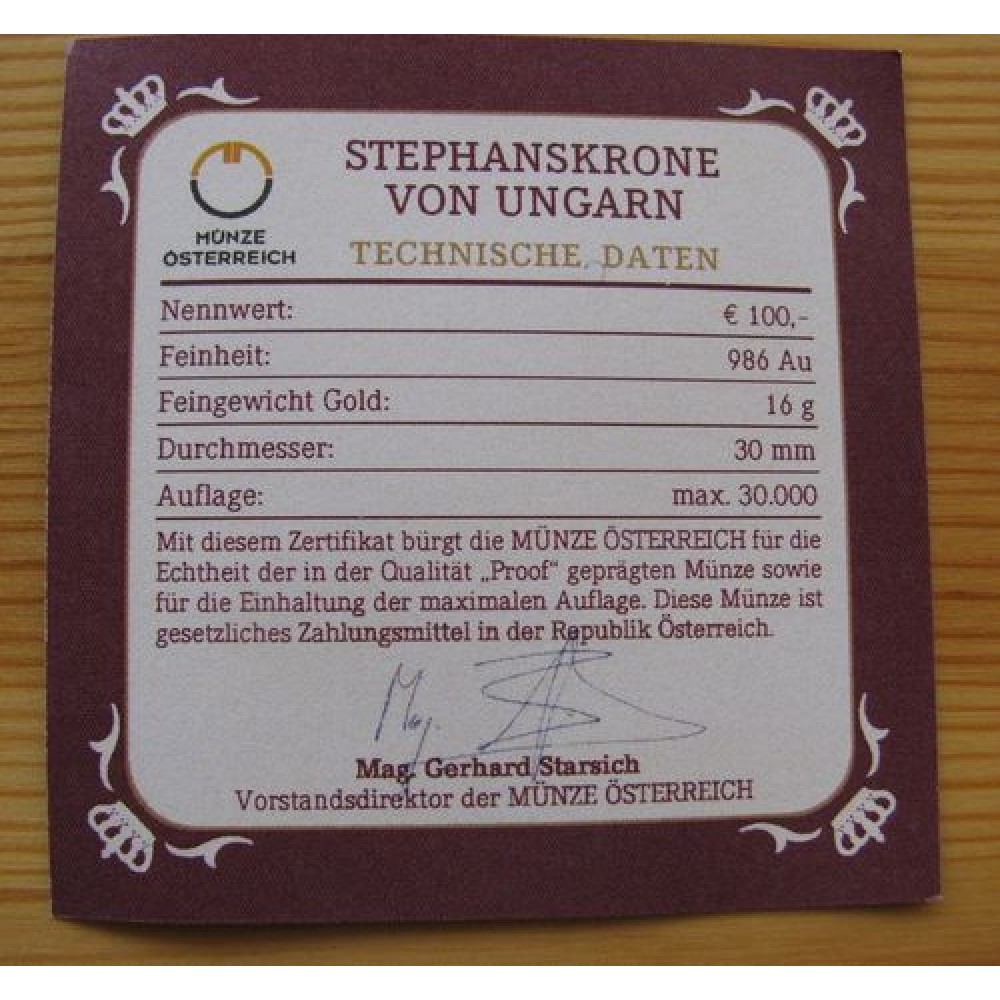 MÜNZE
ÖSTERREICH
STEPHANSKRONE
VON UNGARN
TECHNISCHE DATEN
Nennwert: € 100,-
Feinheit: 986 Au
Feingewicht Gold: 16 g
Durchmesser: 30 mm
Auflage: max. 30.000
Mit diesem Zertifikat bürgt die MÜNZE ÖSTERREICH für die
Echtheit der in der Qualität „Proof“ geprägten Münze sowie
für die Einhaltung der maximalen Auflage. Diese Münze ist
gesetzliches Zahlungsmittel in der Republik Österreich.
Mag.
Mag. Gerhard Starsich
Vorstandsdirektor der MÜNZE ÖSTERREICH